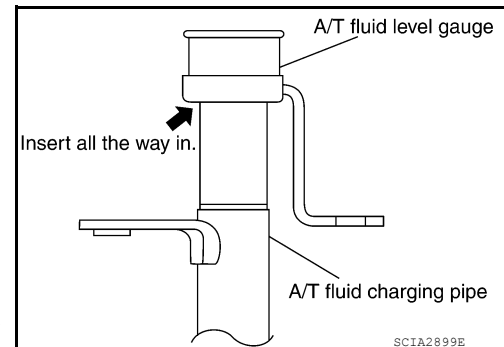 A/T fluid level gauge
Insert all the way in.
A/T fluid charging pipe
SCIA2899E